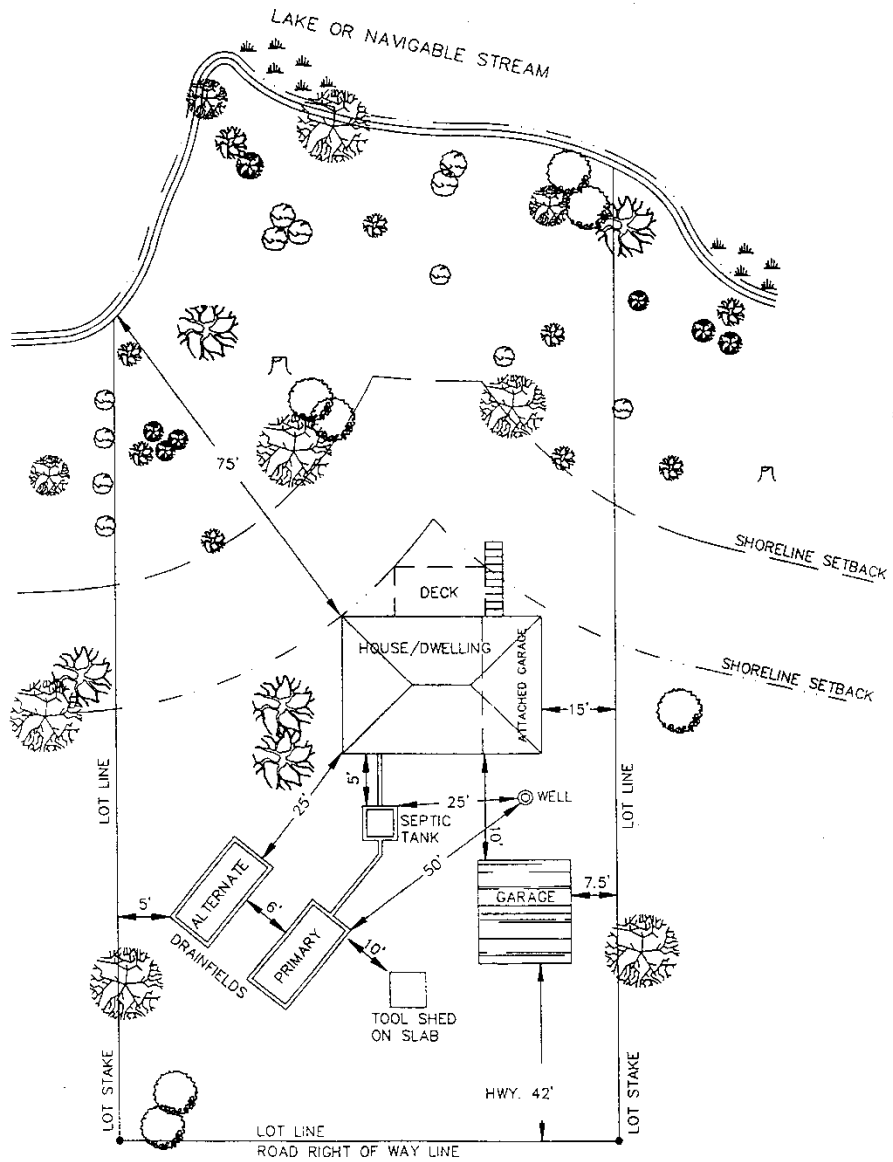 LAKE OR NAVIGABLE STREAM
75'
SHORELINE SETBACK
DECK
HOUSE/DWELLING
ATTACHED GARAGE
SHORELINE SETBACK
15'
LOT LINE
LOT LINE
25'
5'
SEPTIC
TANK
25'
WELL
10'
50'
ALTERNATE
5'
6'
GARAGE
7.5'
DRAINFIELDS
PRIMARY
10'
TOOL SHED
ON SLAB
LOT STAKE
HWY. 42'
LOT STAKE
LOT LINE
ROAD RIGHT OF WAY LINE